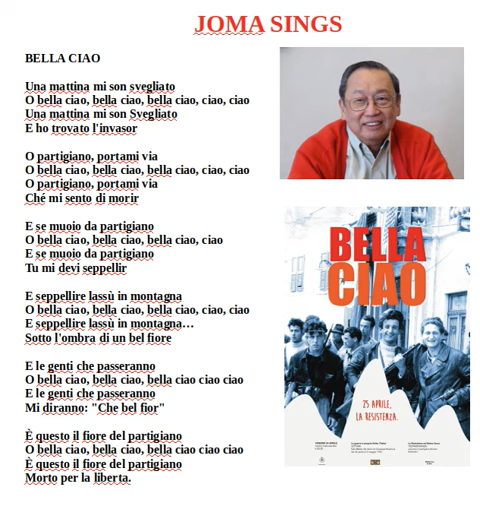 JOMA SINGS
BELLA CIAO
Una mattina mi son svegliato
O bella ciao, bella ciao, bella ciao, ciao, ciao
Una mattina mi son Svegliato
E ho trovato l'invasor
O partigiano, portami via
O bella ciao, bella ciao, bella ciao, ciao, ciao
O partigiano, portami via
Ché mi sento di morir
E se muoio da partigiano
O bella ciao, bella ciao, ciao, ciao
E se muoio da partigiano
Tu mi devi seppellir
E seppellire lassù in montagna
O bella ciao, bella ciao, bella ciao, ciao, ciao
E seppellire lassù in montagna…
Sotto l'ombra di un bel fiore
E le genti che passeranno
O bella ciao, bella ciao, bella ciao ciao ciao
E le genti che passeranno
Mi diranno: "Che bel fior"
È questo il fiore del partigiano
O bella ciao, bella ciao, bella ciao ciao ciao
È questo il fiore del partigiano
Morto per la liberta.
BELLA
CIAO
25 APRILE,
LA RESISTENZA.